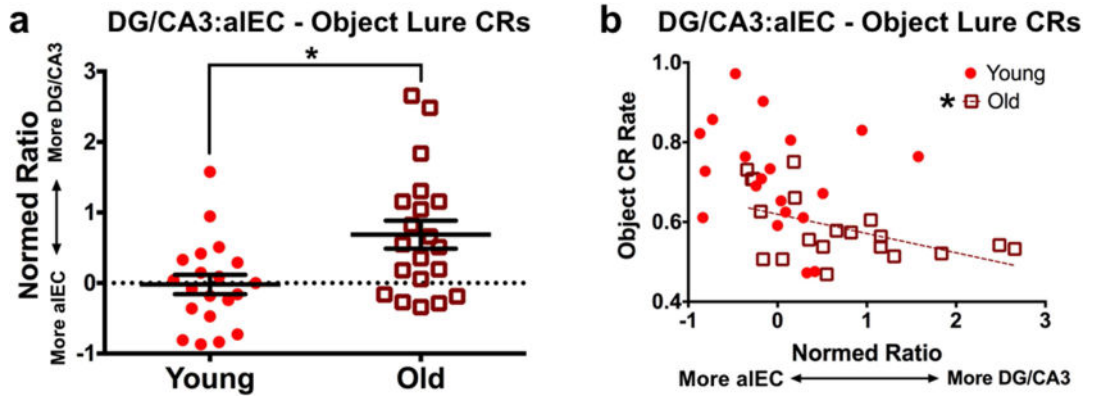 a
DG/CA3:alEC - Object Lure CRs
*
3
2
1
0
-1
Normed Ratio
More alEC
More DG/CA3
Young
Old
b
DG/CA3:alEC - Object Lure CRs
Young
* Old
1.0
0.8
0.6
0.4
Object CR Rate
-1 0 1 2 3
Normed Ratio
More alEC More DG/CA3